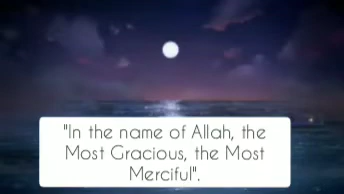 "In the name of Allah, the
Most Gracious, the Most
Merciful".